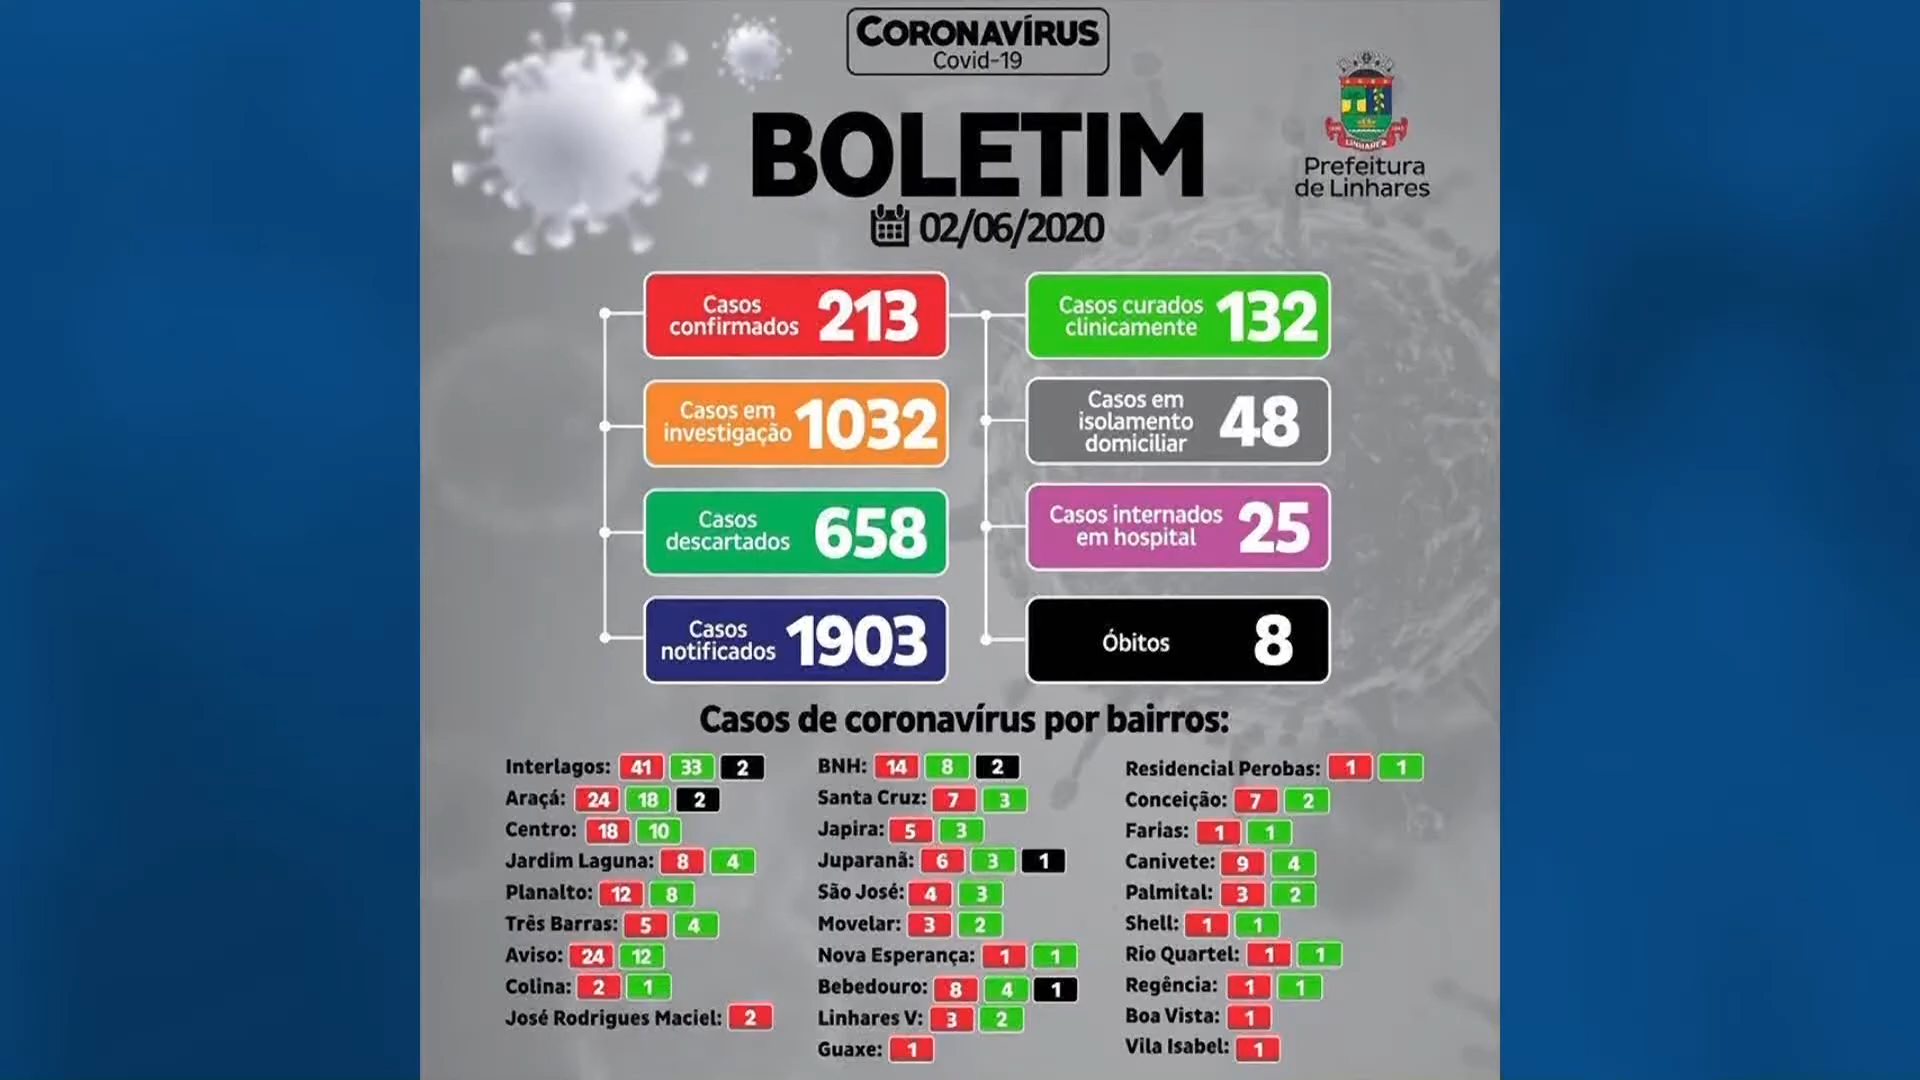 CORONAVÍRUS
Covid-19
BOLETIM
02/06/2020
LINHARES
Prefeitura
de Linhares
Casos
confirmados 213
Casos em
investigação 1032
Casos
descartados 658
Casos
notificados 1903
Casos curados
clinicamente 132
Casos em
isolamento
domiciliar 48
Casos internados
em hospital 25
Óbitos 8
Casos de coronavírus por bairros:
Interlagos: 41 33 2
Araçá: 24 18 2
Centro: 18 10
Jardim Laguna: 8 4
Planalto: 12 8
Três Barras: 5 4
Aviso: 24 12
Colina: 2 1
José Rodrigues Maciel: 2
BNH: 14 8 2
Santa Cruz: 7 3
Japira: 5 3
Juparanã: 6 3 1
São José: 4 3
Movelar: 3 2
Nova Esperança: 1 1
Bebedouro: 8 4 1
Linhares V: 3 2
Guaxe: 1
Residencial Perobas: 1 1
Conceição: 7 2
Farias: 1 1
Canivete: 9 4
Palmital: 3 2
Shell: 1 1
Rio Quartel: 1 1
Regência: 1 1
Boa Vista: 1
Vila Isabel: 1